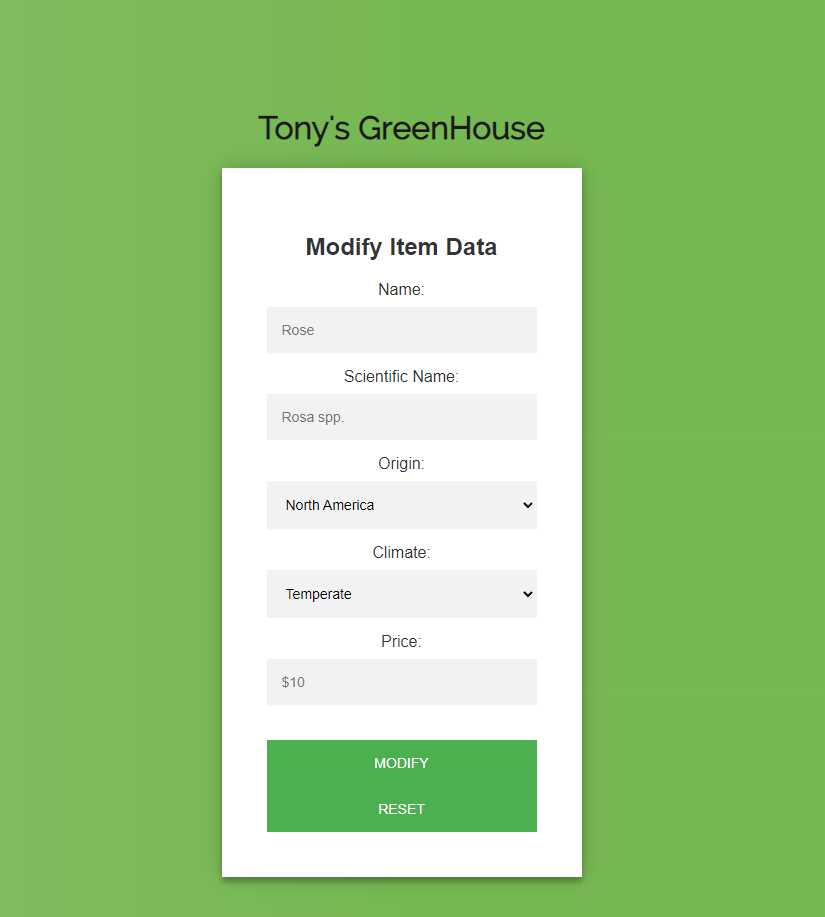 Tony's GreenHouse
Modify Item Data
Name:
Rose
Scientific Name:
Rosa spp.
Origin:
North America
Climate:
Temperate
Price:
$10
MODIFY
RESET